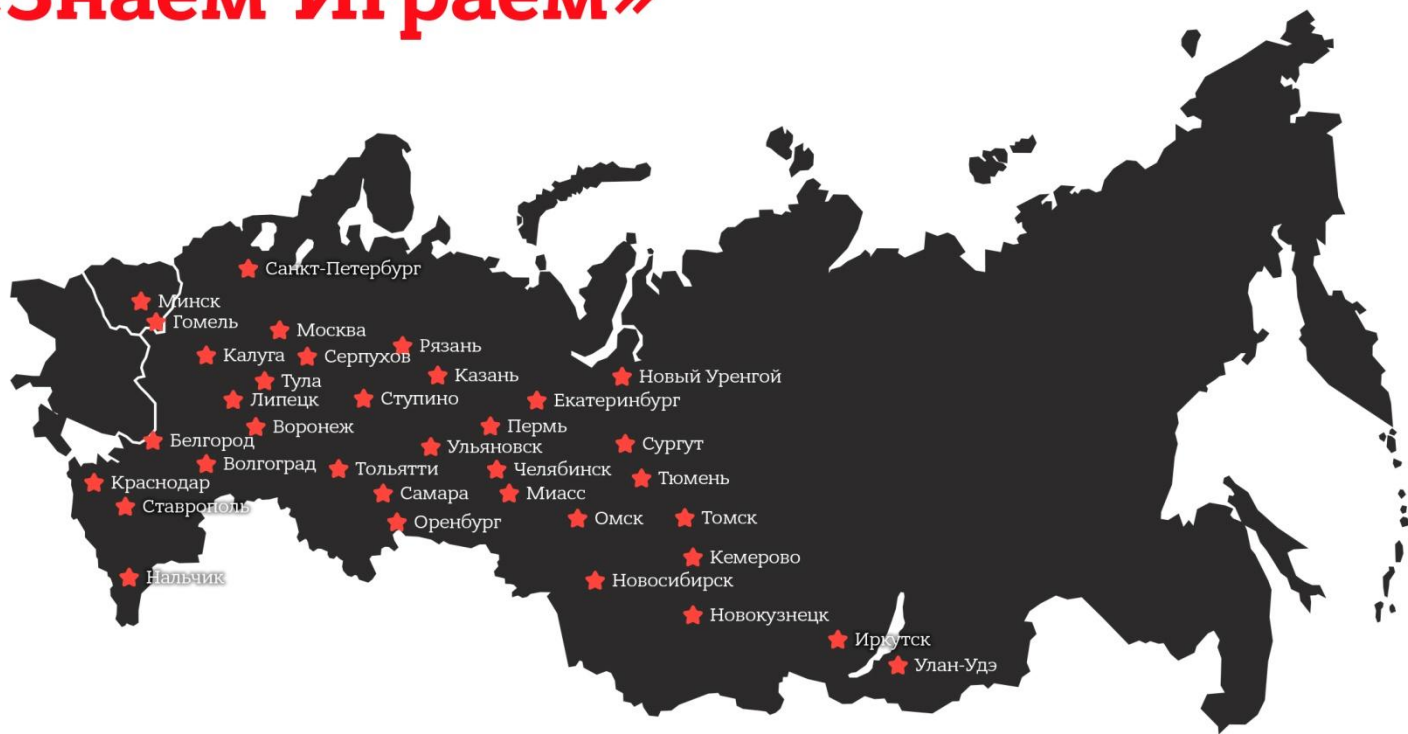 «Знаем Играем»
Санкт-Петербург
Минск
Гомель
Москва
Рязань
Калуга
Серпухов
Казань
Новый Уренгой
Тула
Липецк
Ступино
Екатеринбург
Воронеж
Пермь
Белгород
Ульяновск
Сургут
Волгоград
Тольятти
Челябинск
Тюмень
Краснодар
Самара
Миасс
Ставрополь
Оренбург
Омск
Томск
Кемерово
Нальчик
Новосибирск
Новокузнецк
Иркутск
Улан-Удэ